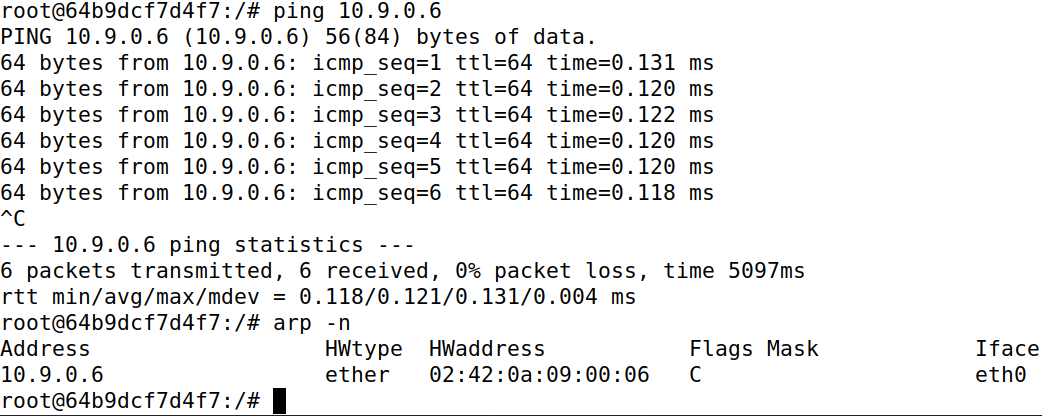 root@64b9dcf7d4f7:/# ping 10.9.0.6
PING 10.9.0.6 (10.9.0.6) 56(84) bytes of data.
64 bytes from 10.9.0.6: icmp_seq=1 ttl=64 time=0.131 ms
64 bytes from 10.9.0.6: icmp_seq=2 ttl=64 time=0.120 ms
64 bytes from 10.9.0.6: icmp_seq=3 ttl=64 time=0.122 ms
64 bytes from 10.9.0.6: icmp_seq=4 ttl=64 time=0.120 ms
64 bytes from 10.9.0.6: icmp_seq=5 ttl=64 time=0.120 ms
64 bytes from 10.9.0.6: icmp_seq=6 ttl=64 time=0.118 ms
^C
--- 10.9.0.6 ping statistics ---
6 packets transmitted, 6 received, 0% packet loss, time 5097ms
rtt min/avg/max/mdev = 0.118/0.121/0.131/0.004 ms
root@64b9dcf7d4f7:/# arp -n
Address                  HWtype  HWaddress           Flags Mask            Iface
10.9.0.6                 ether   02:42:0a:09:00:06   C                     eth0
root@64b9dcf7d4f7:/#